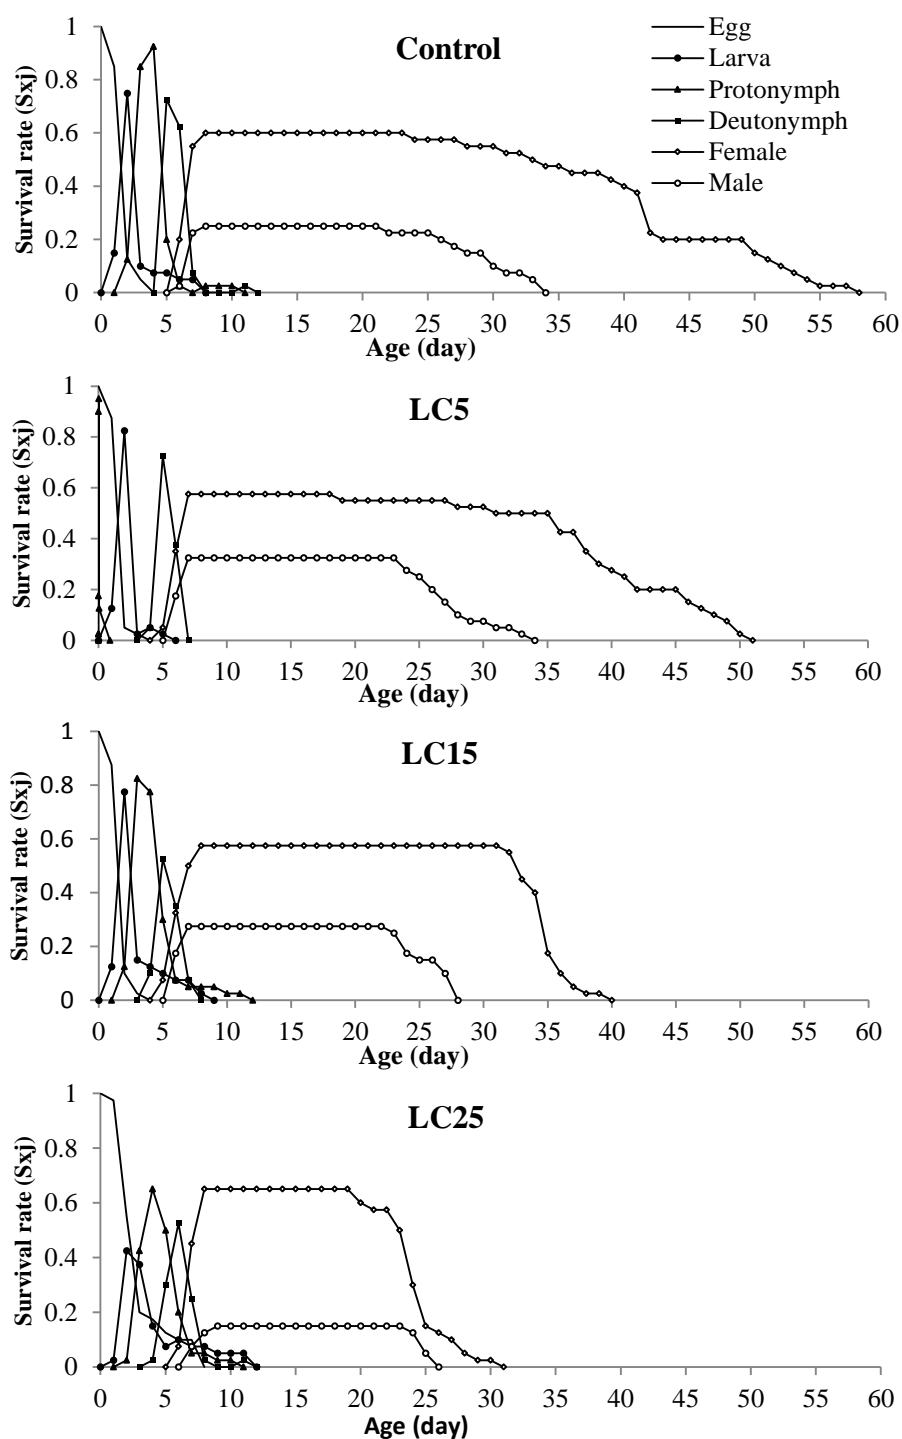 Control
Egg
Larva
Protonymph
Deutonymph
Female
Male
Survival rate (Sxj)
1
0.8
0.6
0.4
0.2
0
0 5 10 15 20 25 30 35 40 45 50 55 60
Age (day)
LC5
Survival rate (Sxj)
1
0.8
0.6
0.4
0.2
0
0 5 10 15 20 25 30 35 40 45 50 55 60
Age (day)
LC15
Survival rate (Sxj)
1
0.8
0.6
0.4
0.2
0
0 5 10 15 20 25 30 35 40 45 50 55 60
Age (day)
LC25
Survival rate (Sxj)
1
0.8
0.6
0.4
0.2
0
0 5 10 15 20 25 30 35 40 45 50 55 60
Age (day)